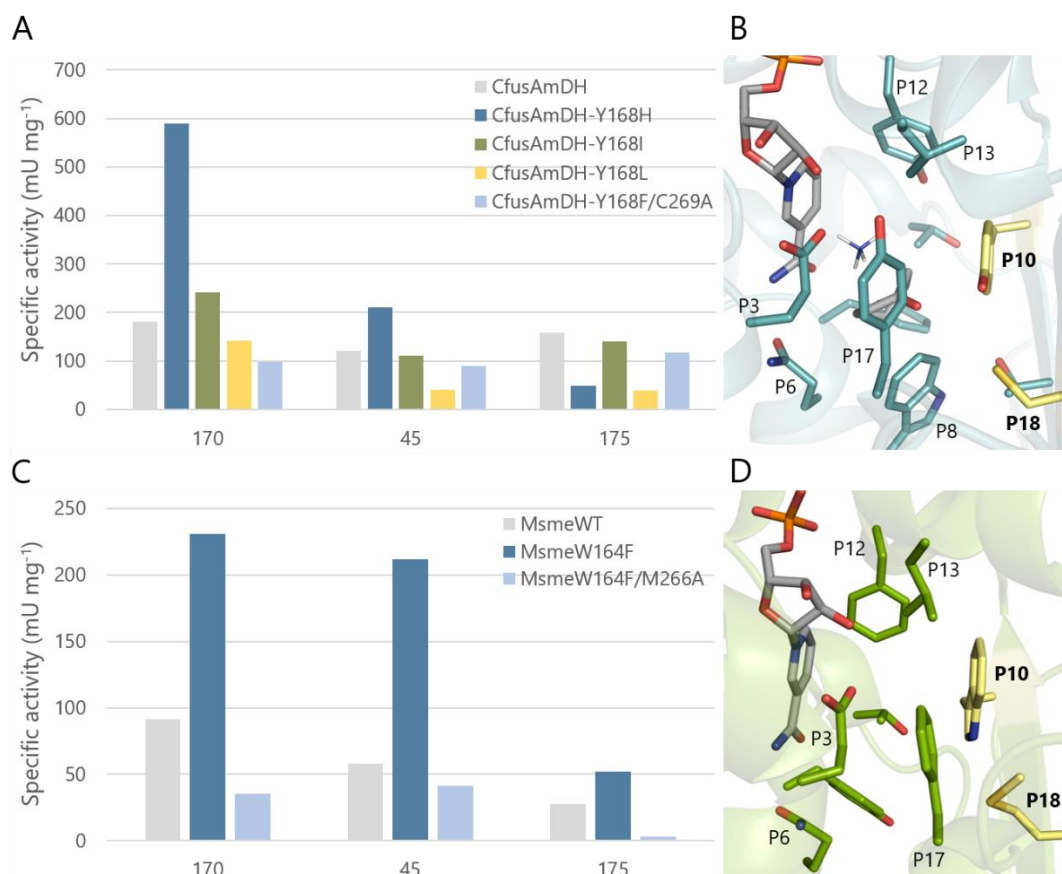 A
Specific activity (mU mg⁻¹)
700
600
500
400
300
200
100
0
170
45
175
CfusAmDH
CfusAmDH-Y168H
CfusAmDH-Y168I
CfusAmDH-Y168L
CfusAmDH-Y168F/C269A
B
P12
P13
P10
P3
P17
P6
P18
P8
C
Specific activity (mU mg⁻¹)
250
200
150
100
50
0
170
45
175
MsmeWT
MsmeW164F
MsmeW164F/M266A
D
P12
P13
P10
P3
P18
P6
P17